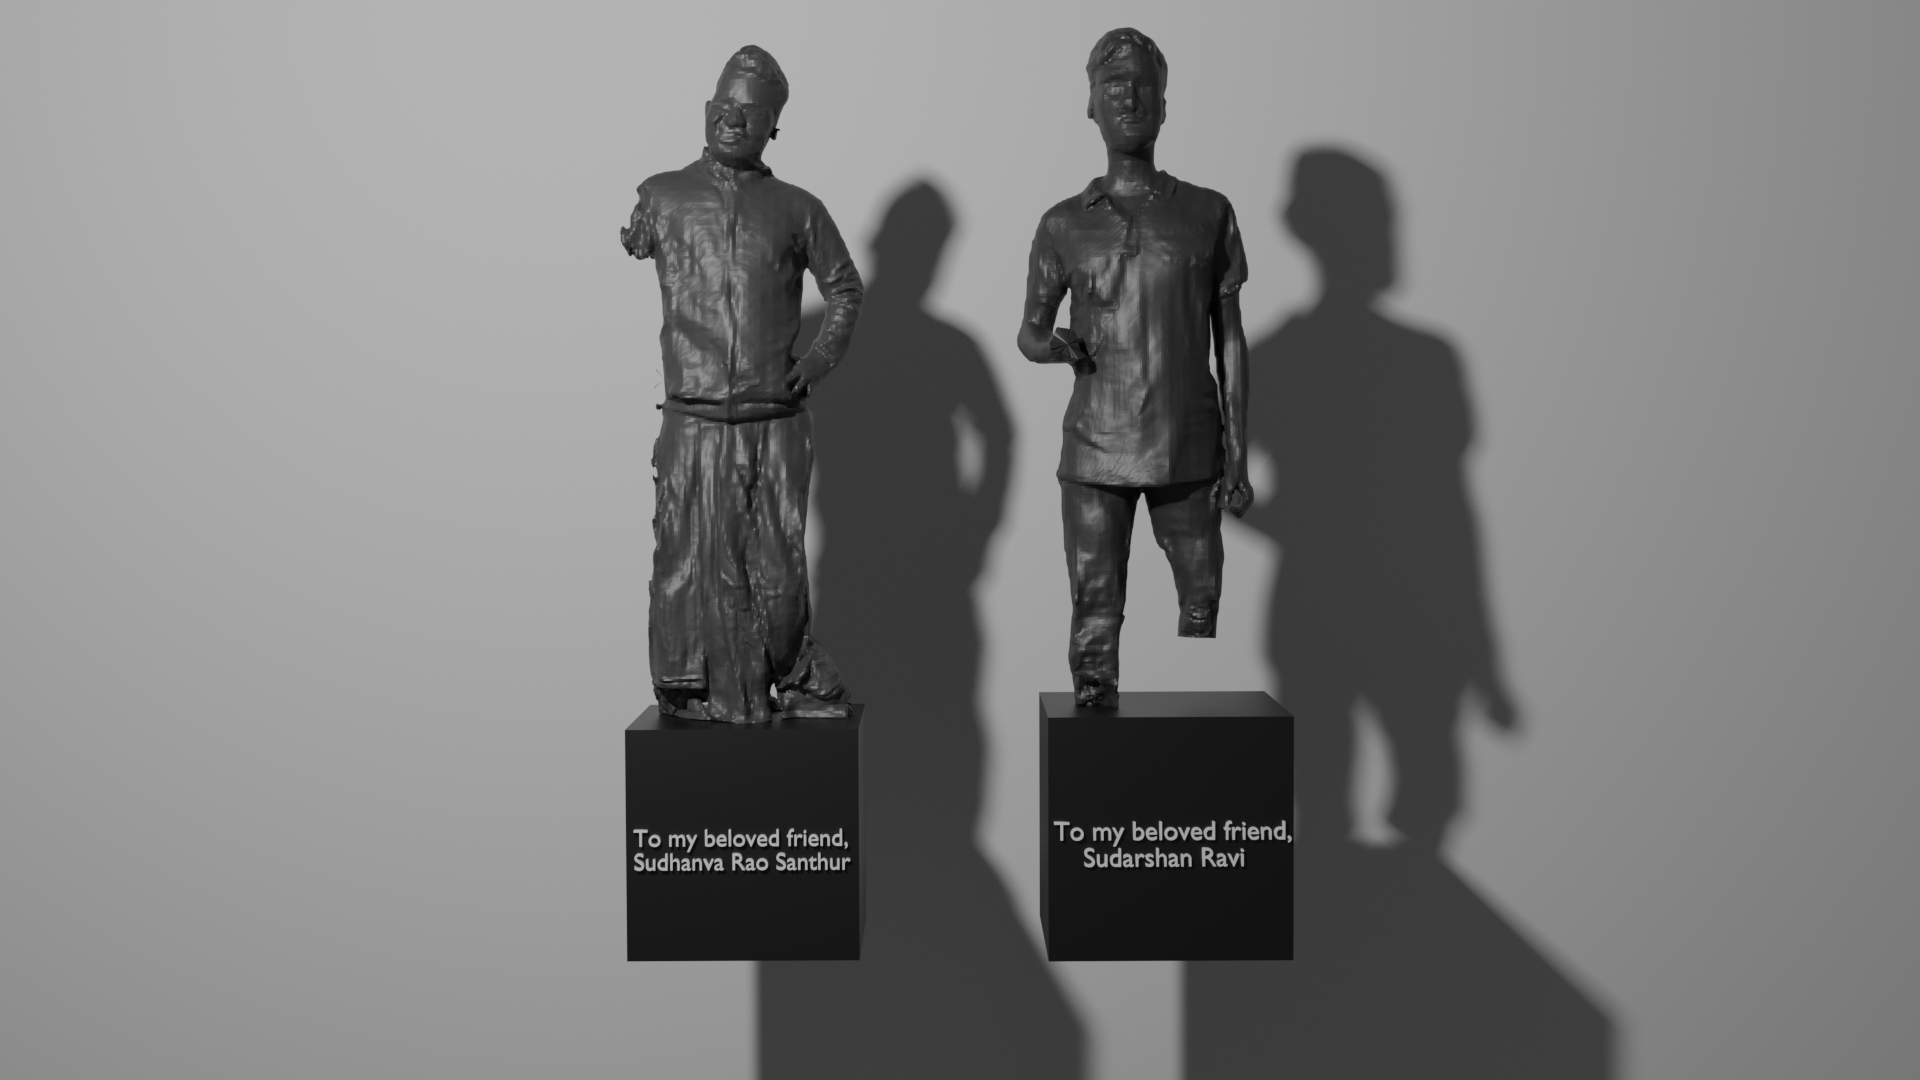 To my beloved friend,
Sudhanva Rao Santhur
To my beloved friend,
Sudarshan Ravi